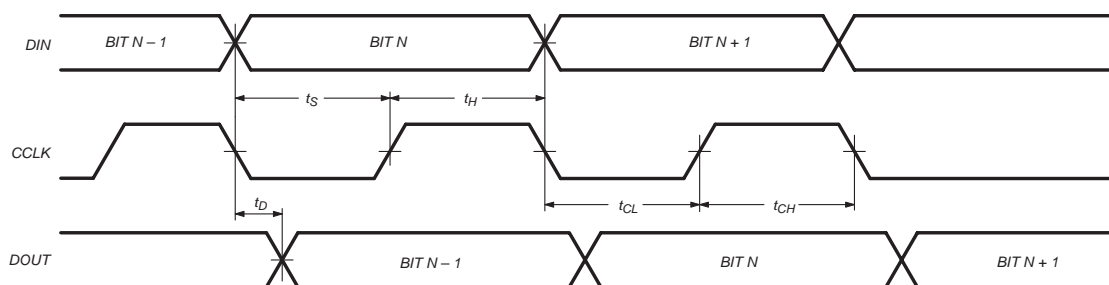 DIN
BIT N – 1
BIT N
BIT N + 1
tS
tH
CCLK
tCL
tCH
tD
DOUT
BIT N – 1
BIT N
BIT N + 1